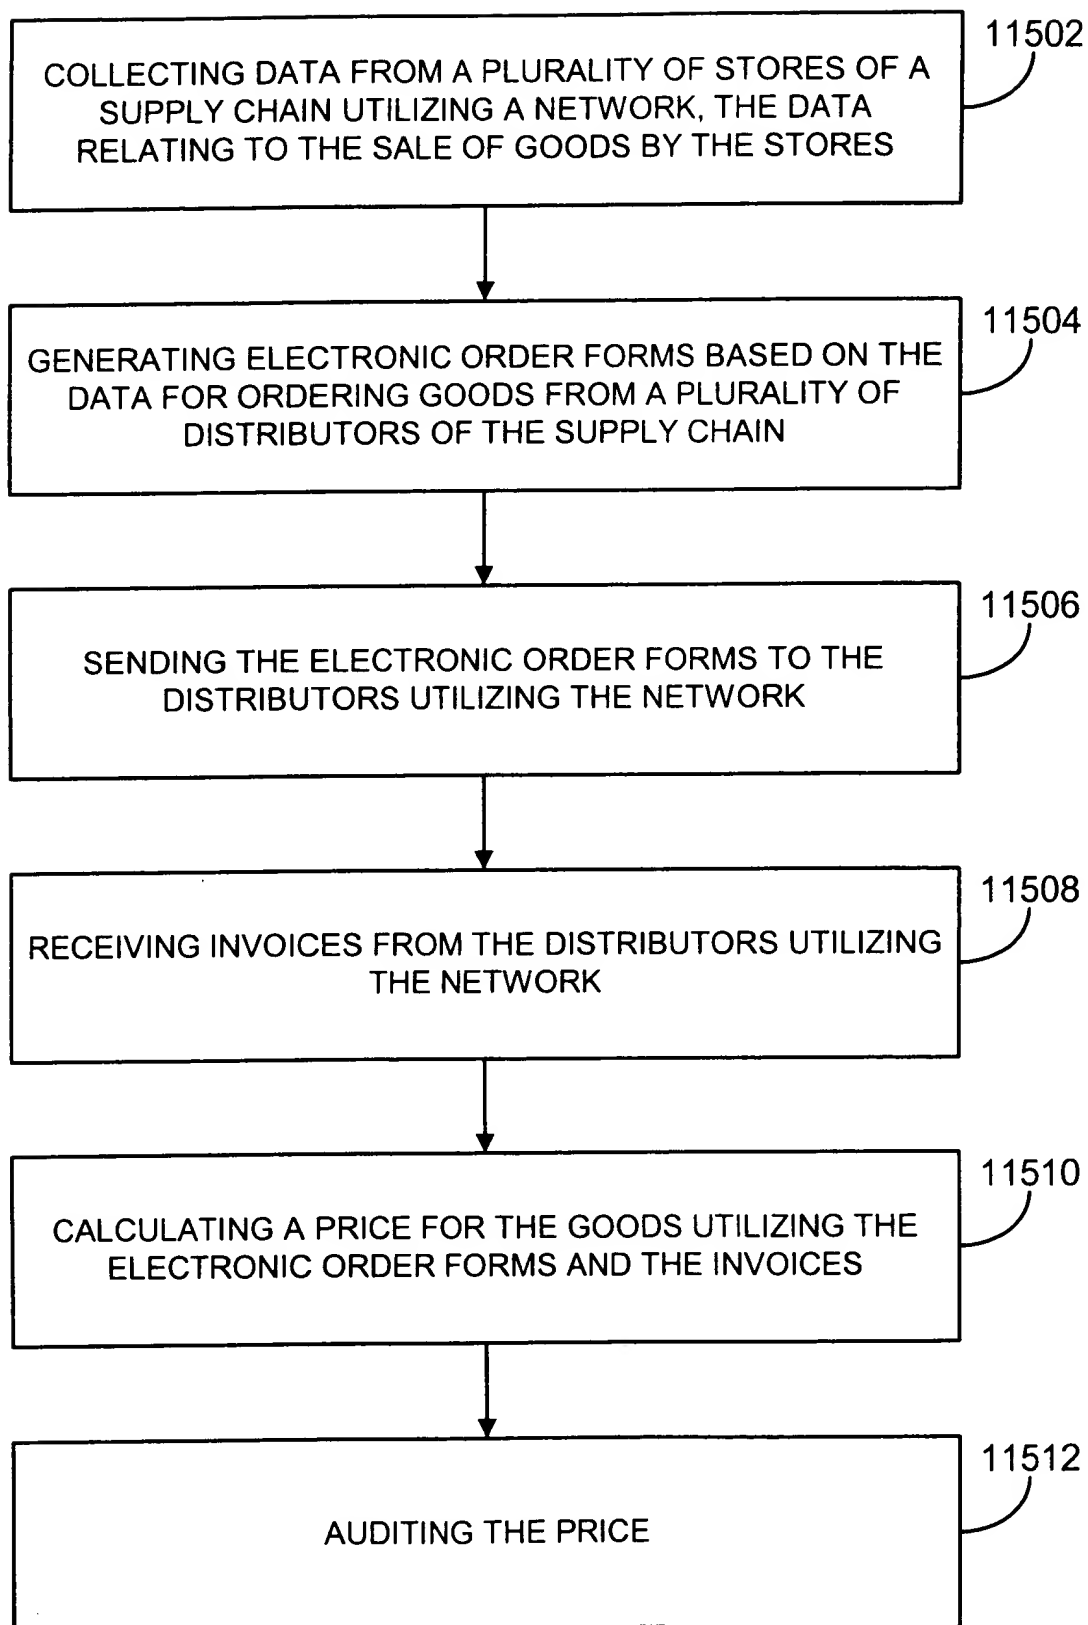 11502
COLLECTING DATA FROM A PLURALITY OF STORES OF A
SUPPLY CHAIN UTILIZING A NETWORK, THE DATA
RELATING TO THE SALE OF GOODS BY THE STORES
11504
GENERATING ELECTRONIC ORDER FORMS BASED ON THE
DATA FOR ORDERING GOODS FROM A PLURALITY OF
DISTRIBUTORS OF THE SUPPLY CHAIN
11506
SENDING THE ELECTRONIC ORDER FORMS TO THE
DISTRIBUTORS UTILIZING THE NETWORK
11508
RECEIVING INVOICES FROM THE DISTRIBUTORS UTILIZING
THE NETWORK
11510
CALCULATING A PRICE FOR THE GOODS UTILIZING THE
ELECTRONIC ORDER FORMS AND THE INVOICES
11512
AUDITING THE PRICE